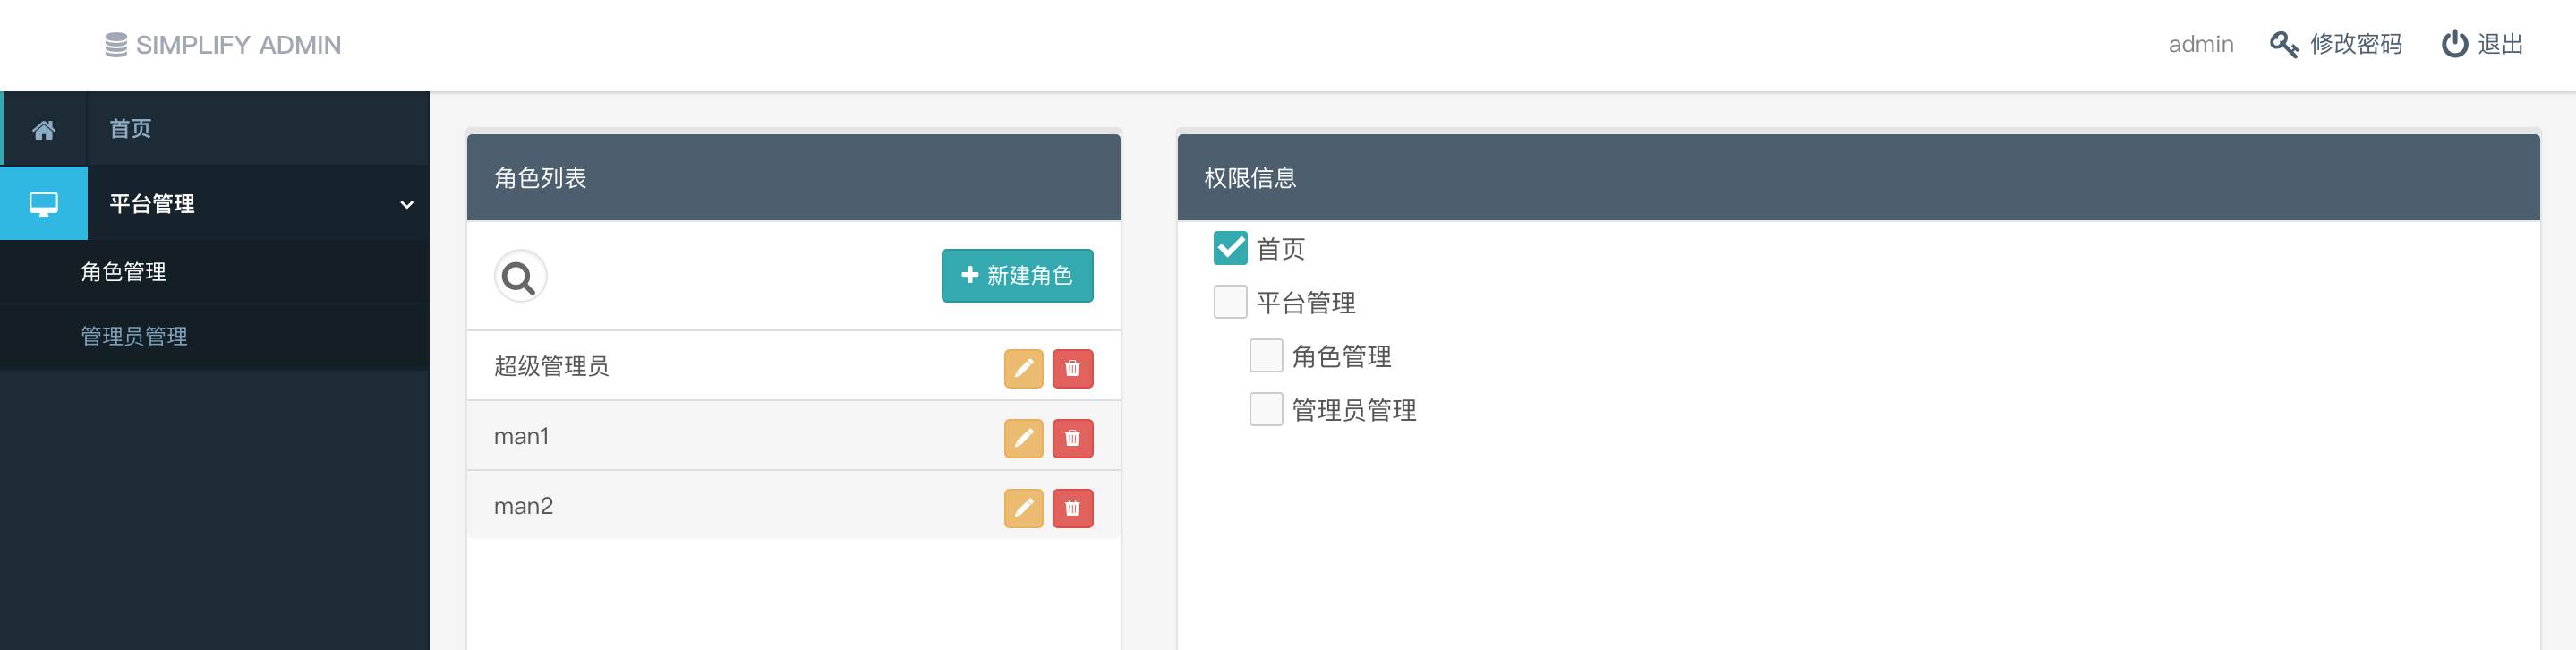 SIMPLIFY ADMIN
admin 修改密码 退出
首页
平台管理
角色管理
管理员管理
角色列表
新建角色
超级管理员
man1
man2
权限信息
首页
平台管理
角色管理
管理员管理